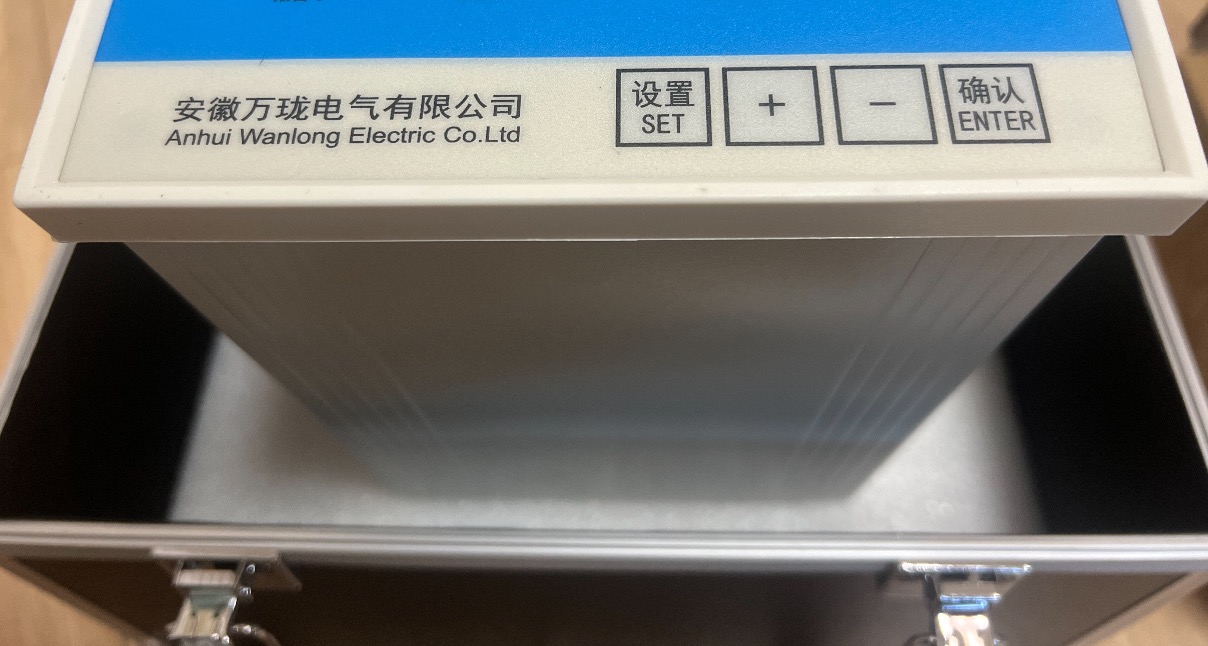 安徽万珑电气有限公司
Anhui Wanlong Electric Co.Ltd
设置
SET
+
−
确认
ENTER